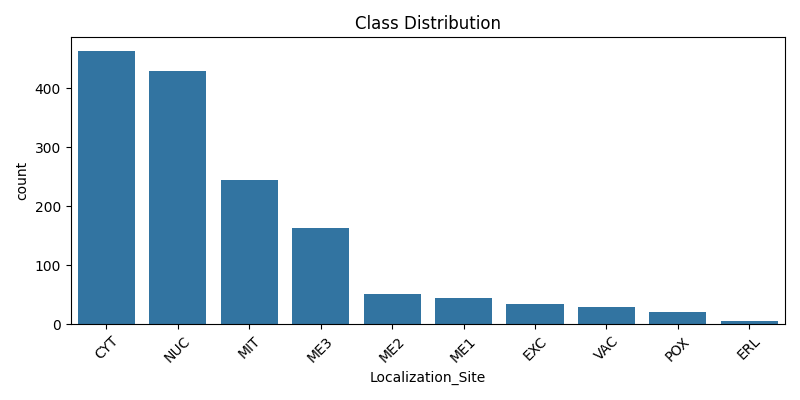 Class Distribution
count
400
300
200
100
0
CYT
NUC
MIT
ME3
ME2
ME1
EXC
VAC
POX
ERL
Localization_Site